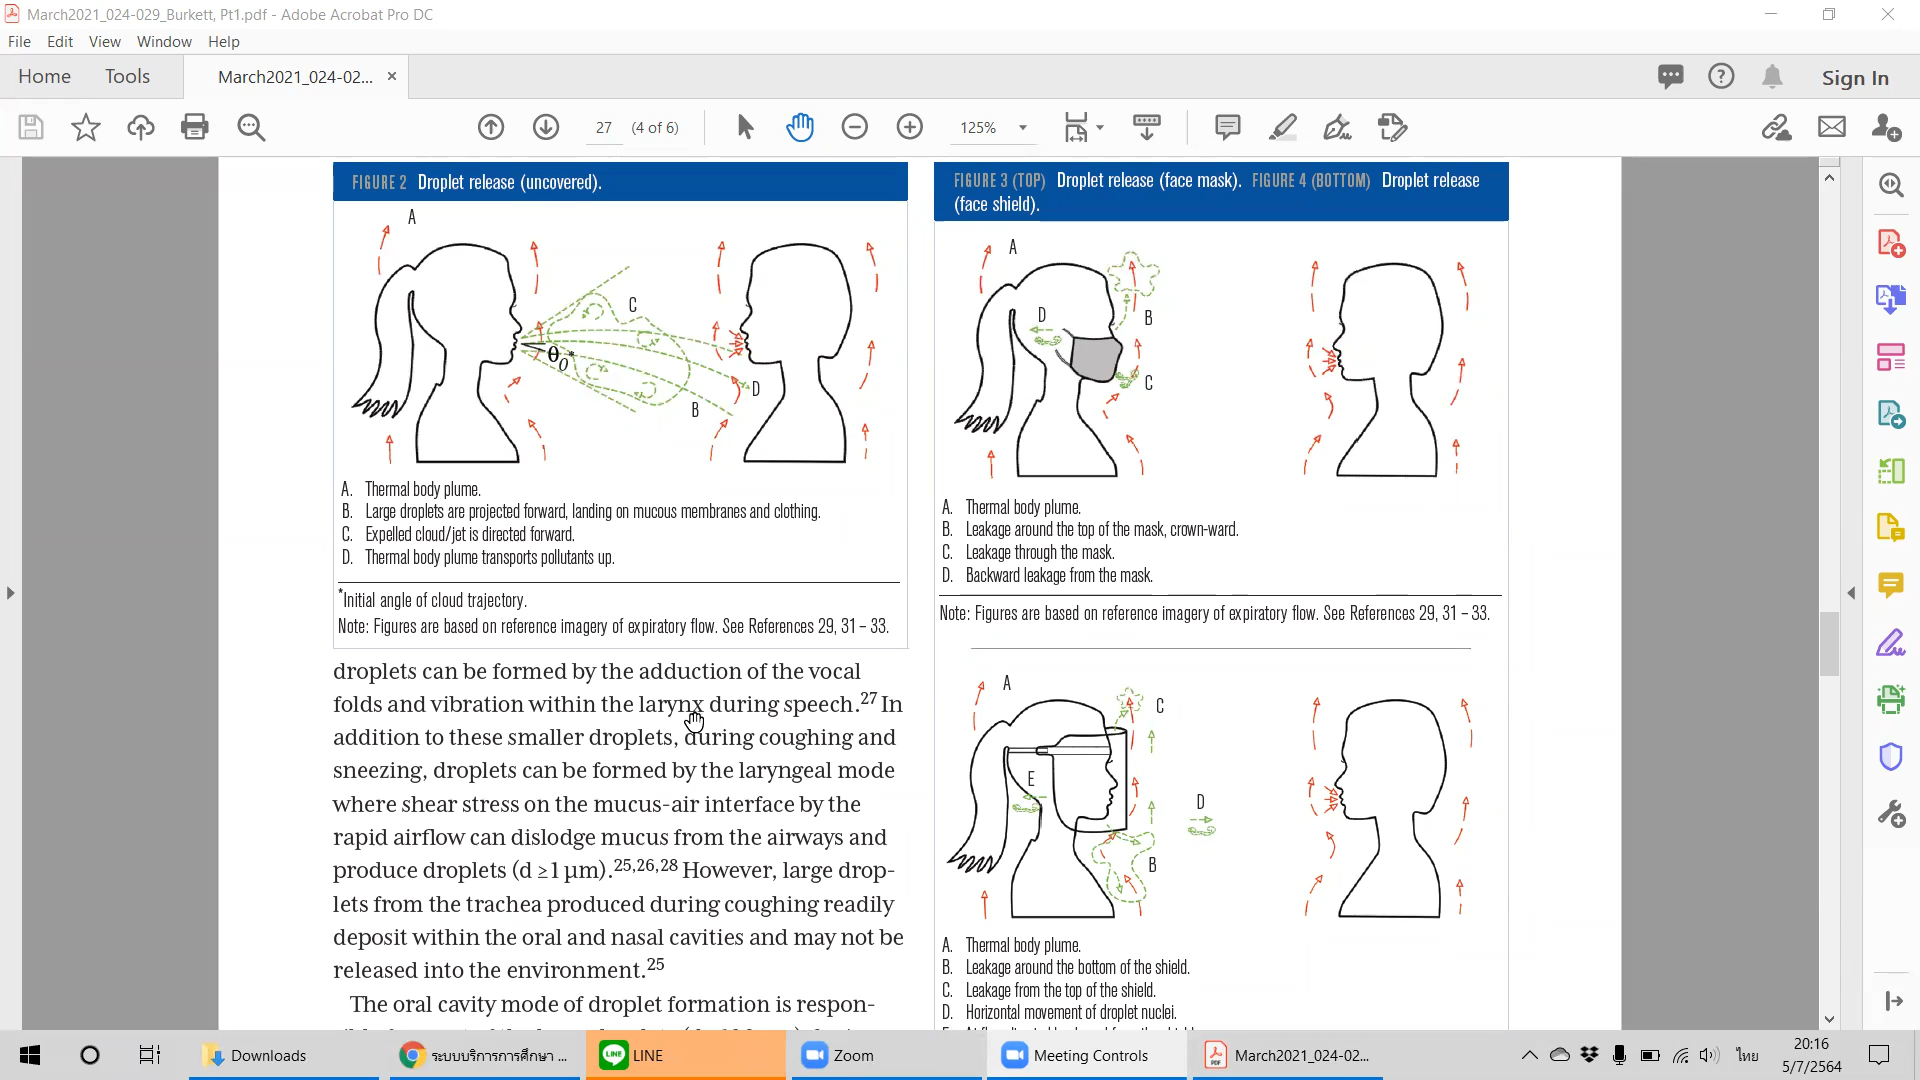 March2021_024-029_Burkett, Pt1.pdf - Adobe Acrobat Pro DC
File Edit View Window Help
Home Tools March2021_024-02... × Sign In
27 (4 of 6) 125%
FIGURE 2 Droplet release (uncovered).
A
C
θ0*
D
B
A. Thermal body plume.
B. Large droplets are projected forward, landing on mucous membranes and clothing.
C. Expelled cloud/jet is directed forward.
D. Thermal body plume transports pollutants up.
*Initial angle of cloud trajectory.
Note: Figures are based on reference imagery of expiratory flow. See References 29, 31 – 33.
droplets can be formed by the adduction of the vocal
folds and vibration within the larynx during speech.27 In
addition to these smaller droplets, during coughing and
sneezing, droplets can be formed by the laryngeal mode
where shear stress on the mucus-air interface by the
rapid airflow can dislodge mucus from the airways and
produce droplets (d ≥1 µm).25,26,28 However, large drop-
lets from the trachea produced during coughing readily
deposit within the oral and nasal cavities and may not be
released into the environment.25
The oral cavity mode of droplet formation is respon-
FIGURE 3 (TOP) Droplet release (face mask). FIGURE 4 (BOTTOM) Droplet release
(face shield).
A
D
B
C
A. Thermal body plume.
B. Leakage around the top of the mask, crown-ward.
C. Leakage through the mask.
D. Backward leakage from the mask.
Note: Figures are based on reference imagery of expiratory flow. See References 29, 31 – 33.
A
C
E
D
B
A. Thermal body plume.
B. Leakage around the bottom of the shield.
C. Leakage from the top of the shield.
D. Horizontal movement of droplet nuclei.
Downloads ระบบบริการการศึกษา ... LINE Zoom Meeting Controls March2021_024-02... ไทย 20:16
5/7/2564